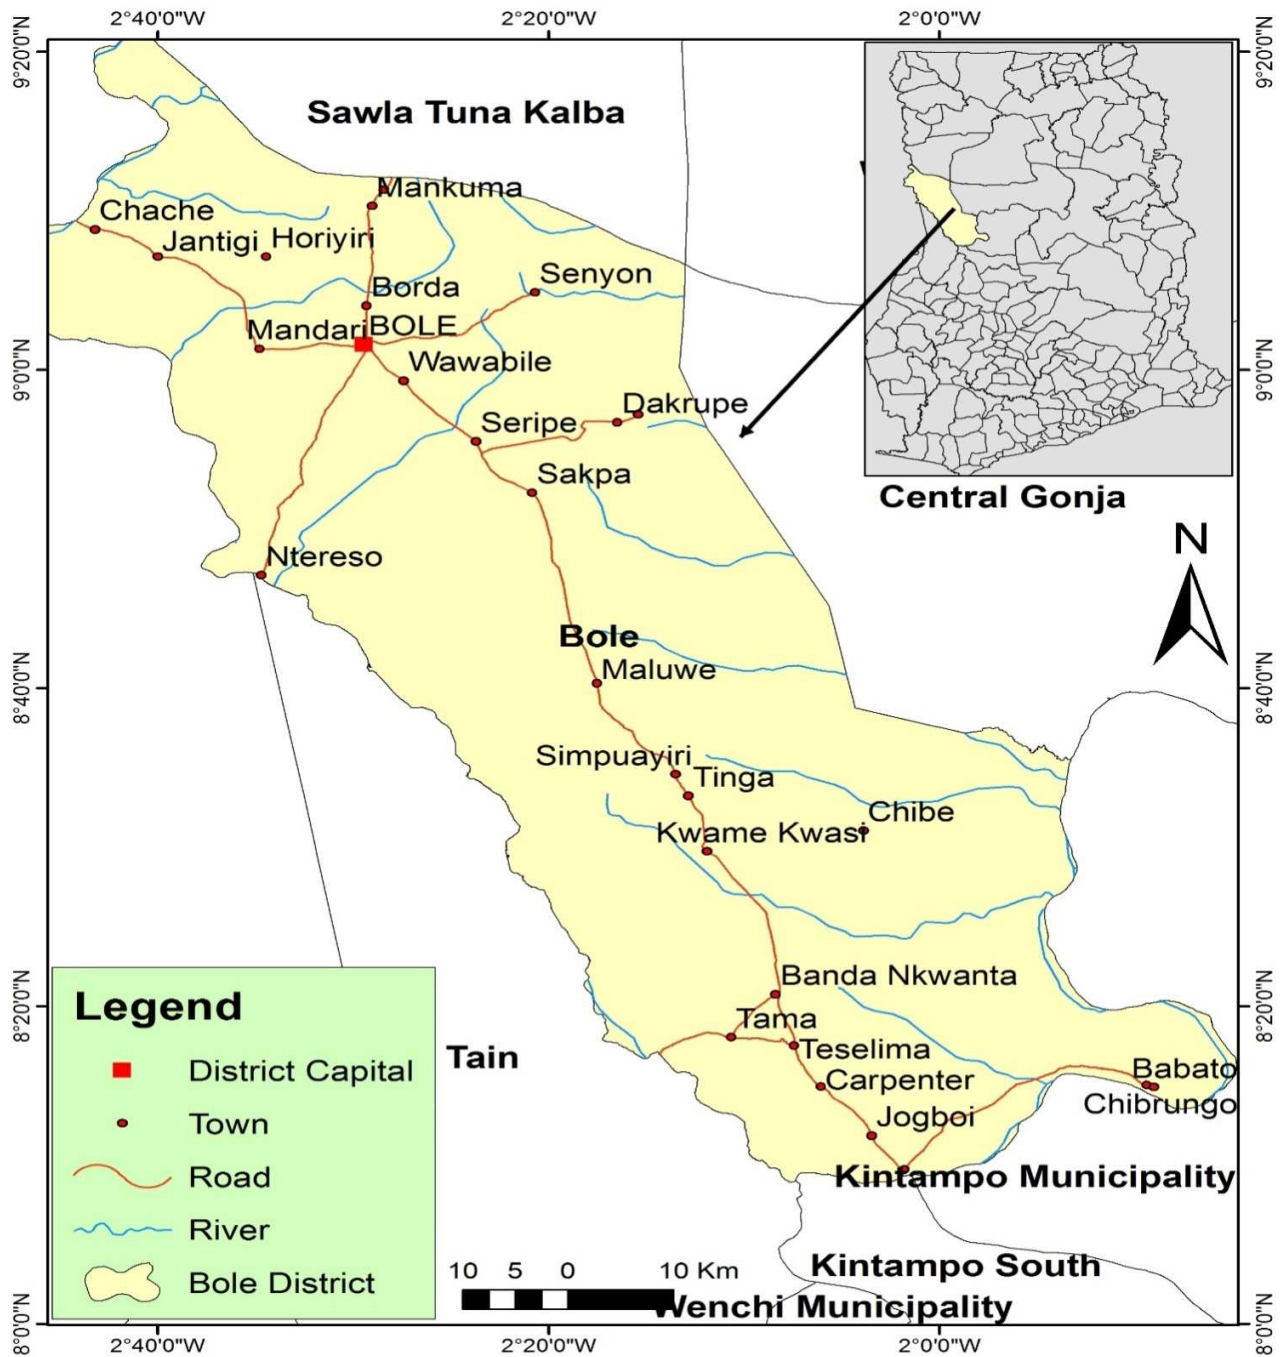 2°40'0"W 2°20'0"W 2°0'0"W
9°20'0"N 9°20'0"N
Sawla Tuna Kalba
Mankuma
Chache
Jantigi Horiyiri
Senyon
Borda
Mandari BOLE
Wawabile
9°0'0"N 9°0'0"N
Dakrupe
Seripe
Sakpa
Central Gonja
N
Ntereso
Bole
Maluwe
8°40'0"N 8°40'0"N
Simpuayiri
Tinga
Chibe
Kwame Kwasi
Banda Nkwanta
8°20'0"N 8°20'0"N
Tama
Teselima
Tain
Babato
Carpenter
Chibrungo
Jogboi
Kintampo Municipality
Kintampo South
Wenchi Municipality
Legend
District Capital
Town
Road
River
Bole District
10 5 0 10 Km
8°0'0"N 8°0'0"N
2°40'0"W 2°20'0"W 2°0'0"W